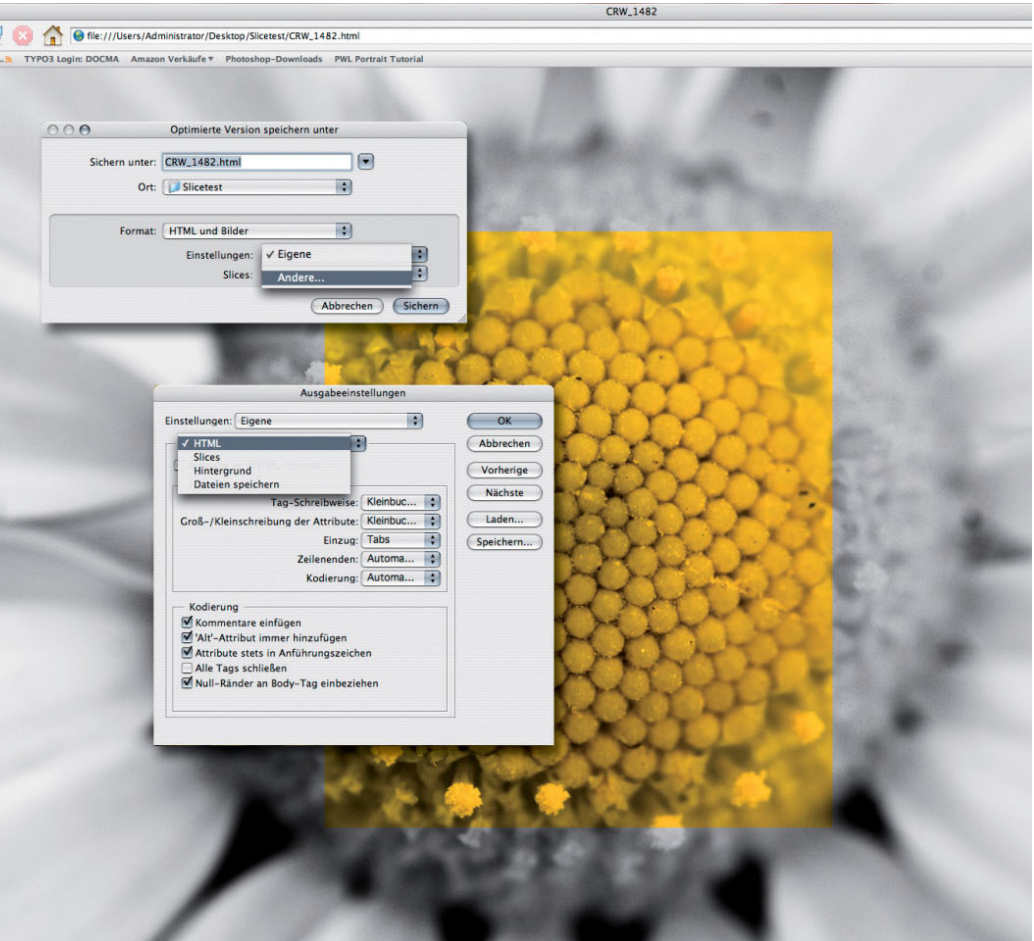 CRW_1482
file:///Users/Administrator/Desktop/Slicetest/CRW_1482.html
TYPO3 Login: DOCMA Amazon Verkäufe Photoshop-Downloads PWL Portrait Tutorial
Optimierte Version speichern unter
Sichern unter: CRW_1482.html
Ort: Slicetest
Format: HTML und Bilder
Einstellungen: ✓ Eigene
Slices: Andere...
Abbrechen Sichern
Ausgabeeinstellungen
Einstellungen: Eigene OK
✓ HTML Abbrechen
Slices
Hintergrund Vorherige
Dateien speichern
Nächste
Tag-Schreibweise: Kleinbuc...
Groß-/Kleinschreibung der Attribute: Kleinbuc... Laden...
Einzug: Tabs Speichern...
Zeilenenden: Automa...
Kodierung: Automa...
Kodierung
Kommentare einfügen
'Alt'-Attribut immer hinzufügen
Attribute stets in Anführungszeichen
Alle Tags schließen
Null-Ränder an Body-Tag einbeziehen